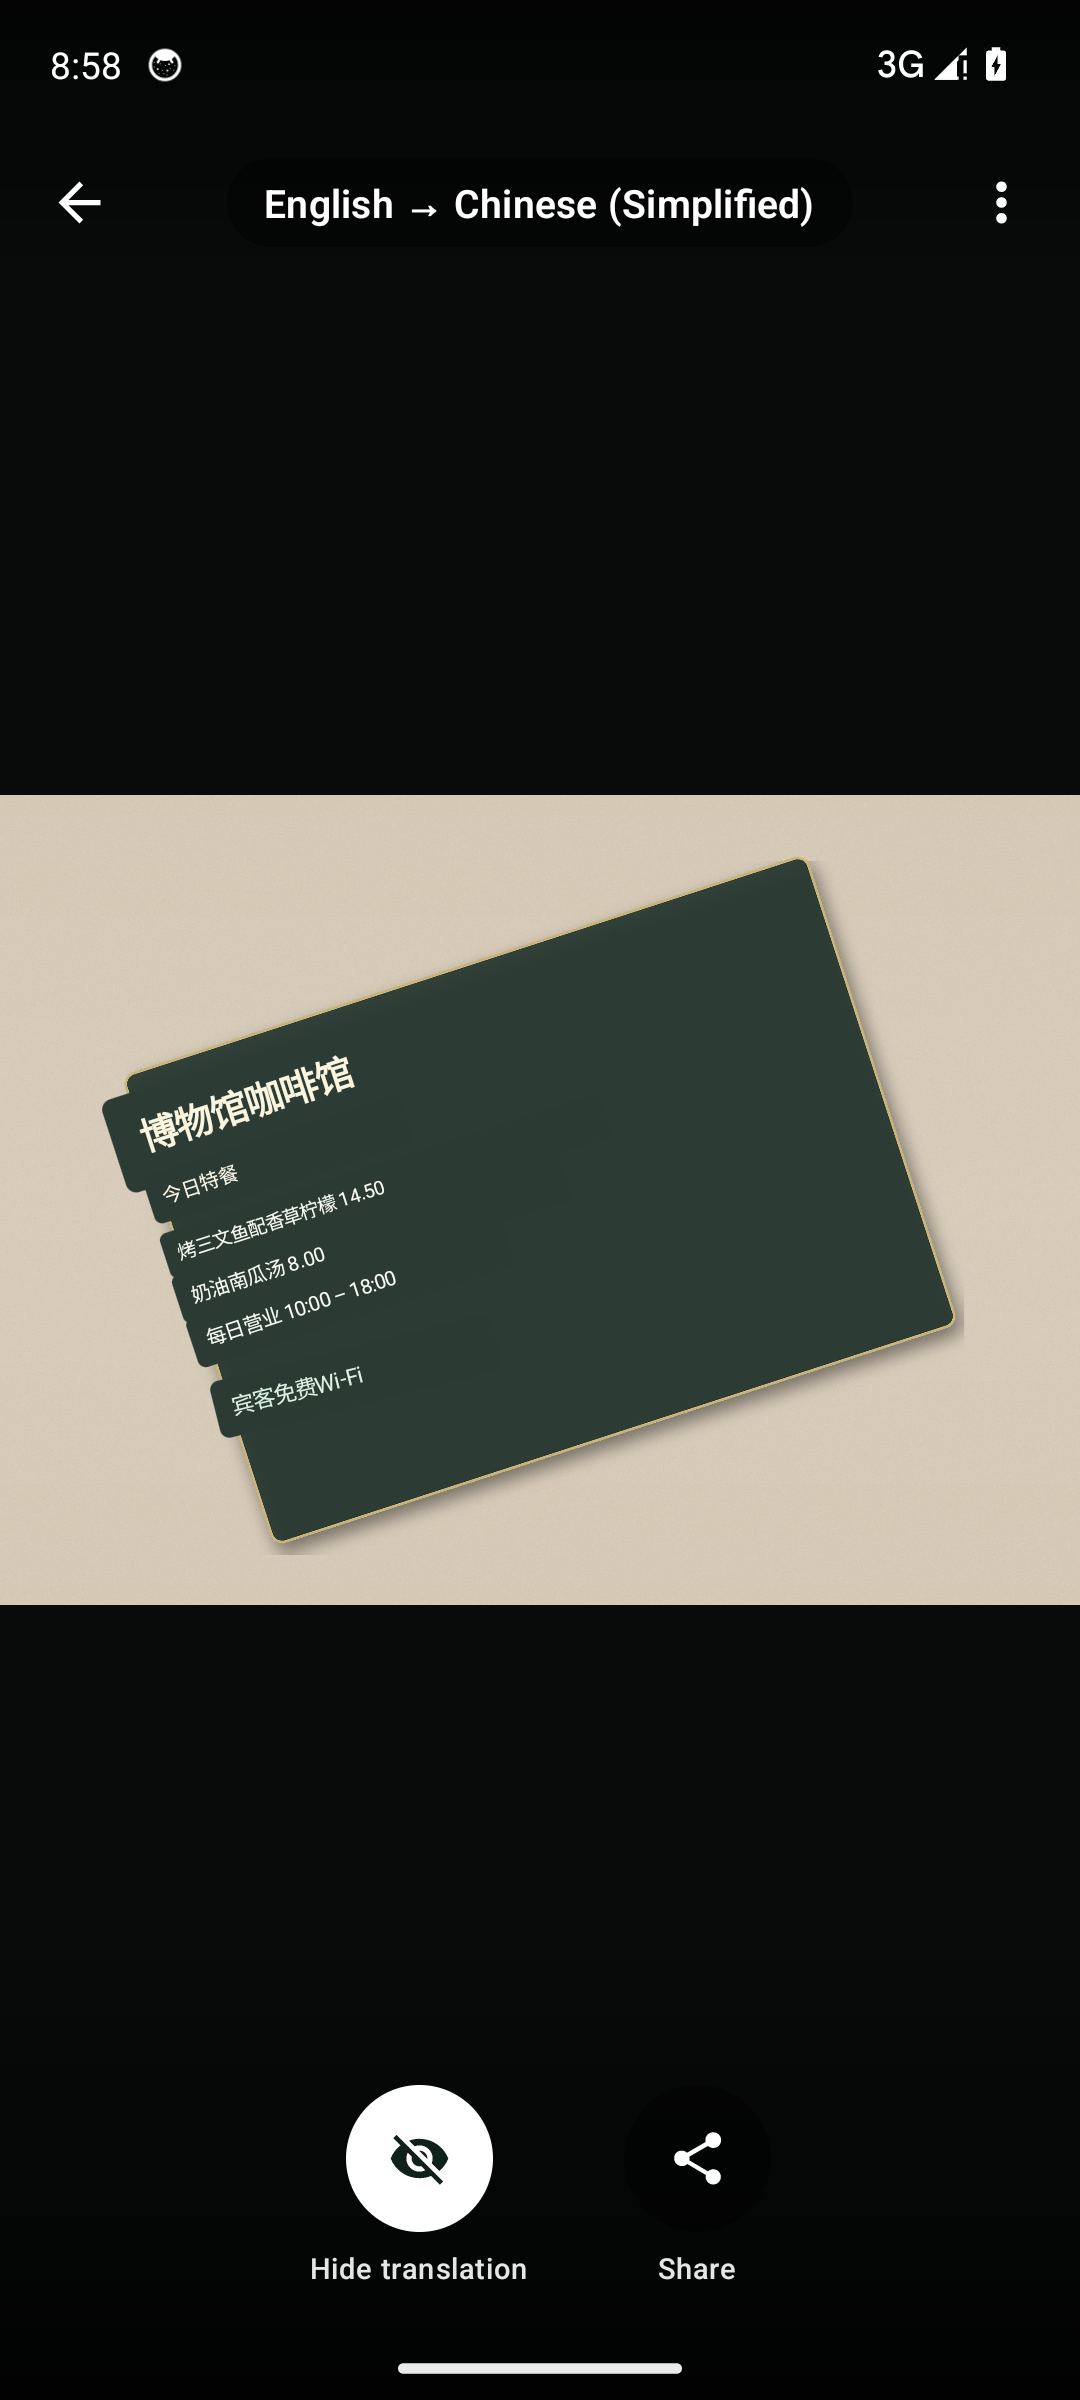 8:58
3G
English → Chinese (Simplified)
博物馆咖啡馆
今日特餐
烤三文鱼配香草柠檬 14.50
奶油南瓜汤 8.00
每日营业 10:00 – 18:00
宾客免费Wi-Fi
Hide translation
Share